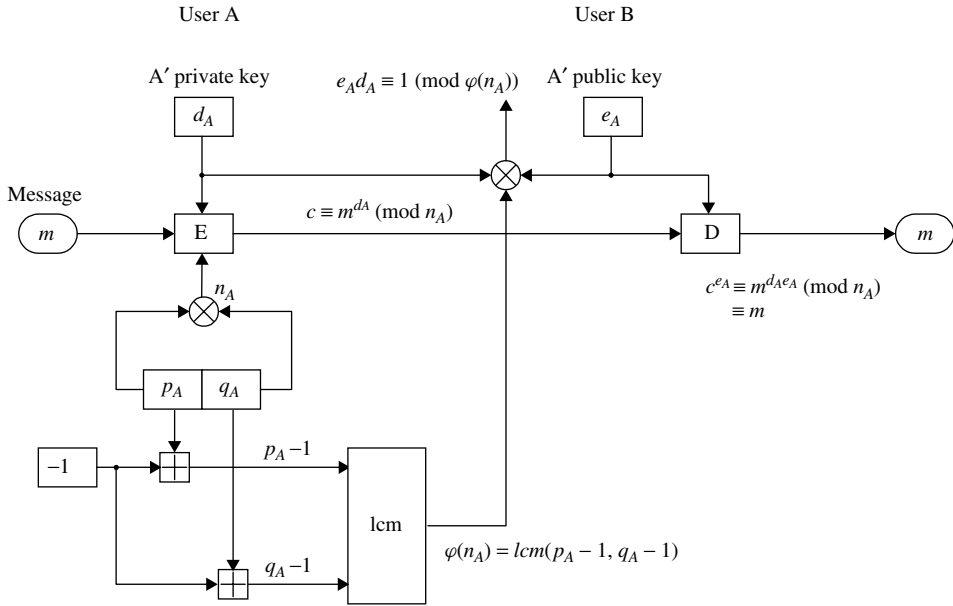 User A
User B
A′ private key
e_A d_A ≡ 1 (mod φ(n_A))
A′ public key
d_A
e_A
Message
m
E
c ≡ m^{dA} (mod n_A)
D
m
n_A
c^{e_A} ≡ m^{d_A e_A} (mod n_A)
≡ m
p_A
q_A
−1
p_A −1
lcm
φ(n_A) = lcm(p_A − 1, q_A − 1)
q_A −1